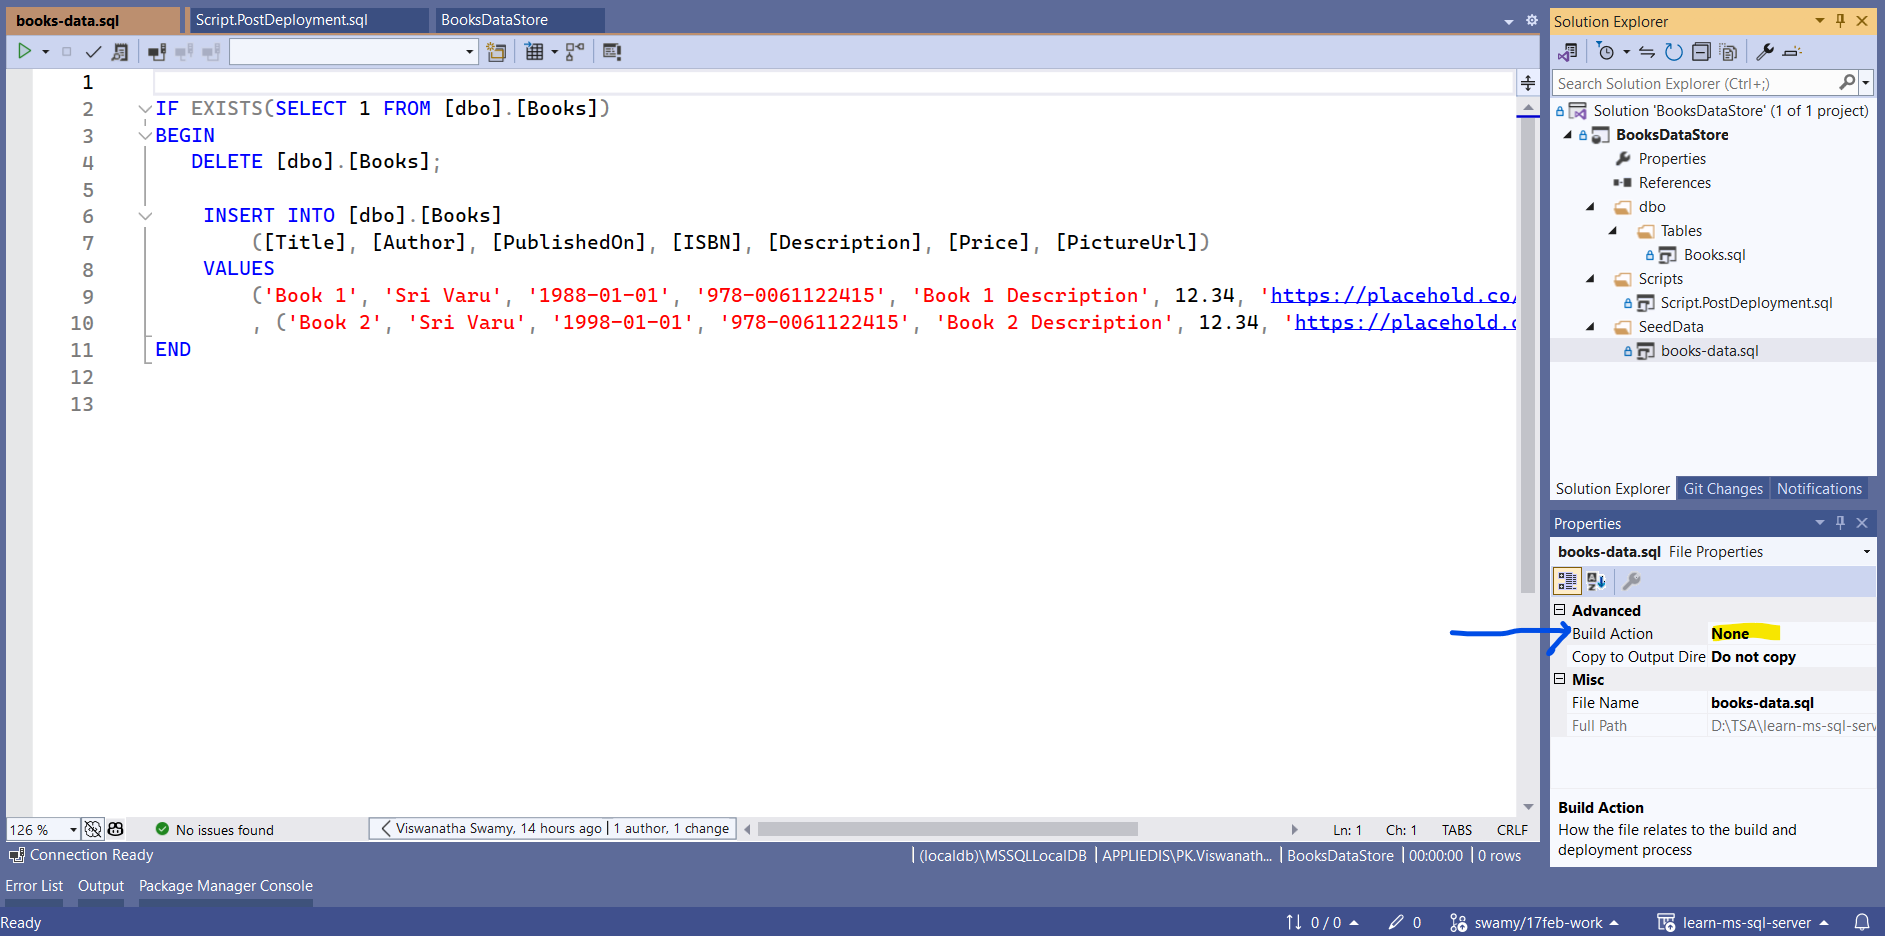 books-data.sql
Script.PostDeployment.sql
BooksDataStore
1
2 IF EXISTS(SELECT 1 FROM [dbo].[Books])
3 BEGIN
4 DELETE [dbo].[Books];
5
6 INSERT INTO [dbo].[Books]
7 ([Title], [Author], [PublishedOn], [ISBN], [Description], [Price], [PictureUrl])
8 VALUES
9 ('Book 1', 'Sri Varu', '1988-01-01', '978-0061122415', 'Book 1 Description', 12.34, 'https://placehold.co/
10 , ('Book 2', 'Sri Varu', '1998-01-01', '978-0061122415', 'Book 2 Description', 12.34, 'https://placehold.c
11 END
12
13
126 %
No issues found
Viswanatha Swamy, 14 hours ago | 1 author, 1 change
Ln: 1 Ch: 1 TABS CRLF
Connection Ready
(localdb)\MSSQLLocalDB
APPLIEDIS\PK.Viswanath...
BooksDataStore
00:00:00
0 rows
Error List
Output
Package Manager Console
Solution Explorer
Search Solution Explorer (Ctrl+;)
Solution 'BooksDataStore' (1 of 1 project)
BooksDataStore
Properties
References
dbo
Tables
Books.sql
Scripts
Script.PostDeployment.sql
SeedData
books-data.sql
Solution Explorer
Git Changes
Notifications
Properties
books-data.sql File Properties
Advanced
Build Action None
Copy to Output Dire Do not copy
Misc
File Name books-data.sql
Full Path D:\TSA\learn-ms-sql-serv
Build Action
How the file relates to the build and
deployment process
Ready
0 / 0
0
swamy/17feb-work
learn-ms-sql-server